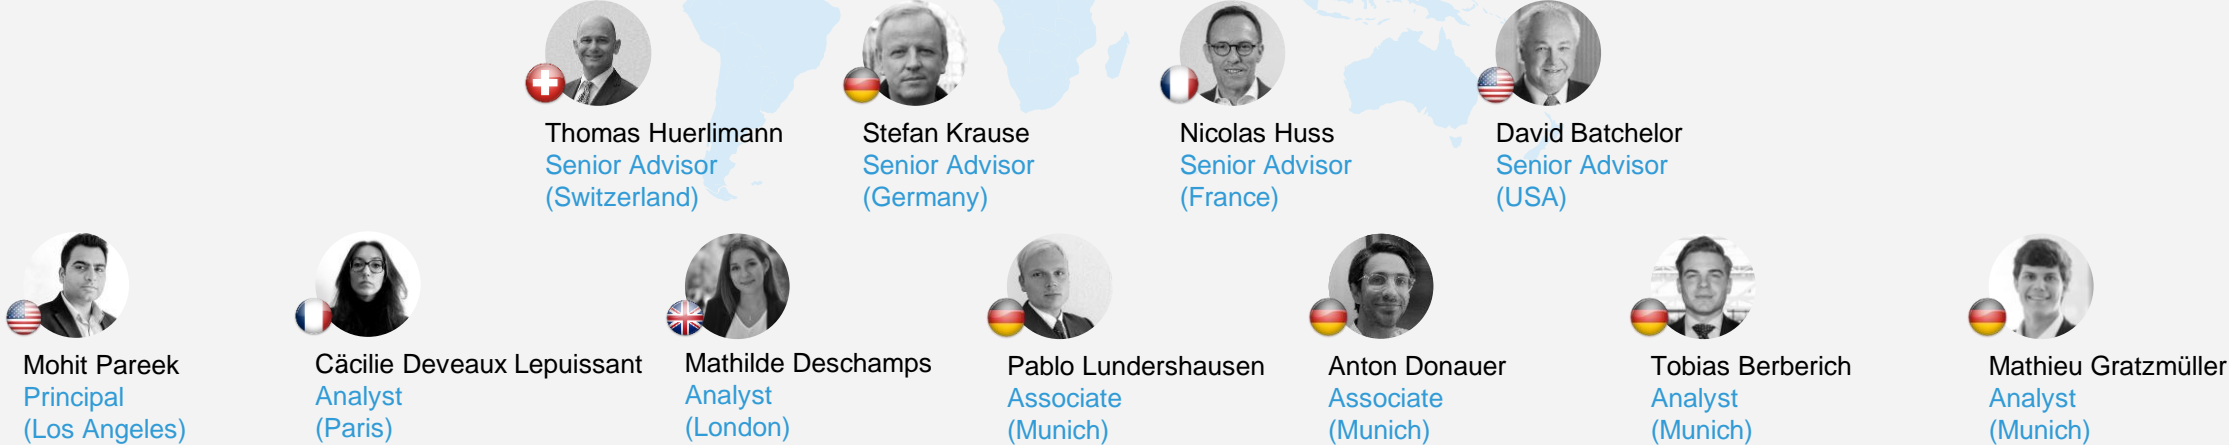 Thomas Huerlimann
Senior Advisor
(Switzerland)
Stefan Krause
Senior Advisor
(Germany)
Nicolas Huss
Senior Advisor
(France)
David Batchelor
Senior Advisor
(USA)
Mohit Pareek
Principal
(Los Angeles)
Cäcilie Deveaux Lepuissant
Analyst
(Paris)
Mathilde Deschamps
Analyst
(London)
Pablo Lundershausen
Associate
(Munich)
Anton Donauer
Associate
(Munich)
Tobias Berberich
Analyst
(Munich)
Mathieu Gratzmüller
Analyst
(Munich)